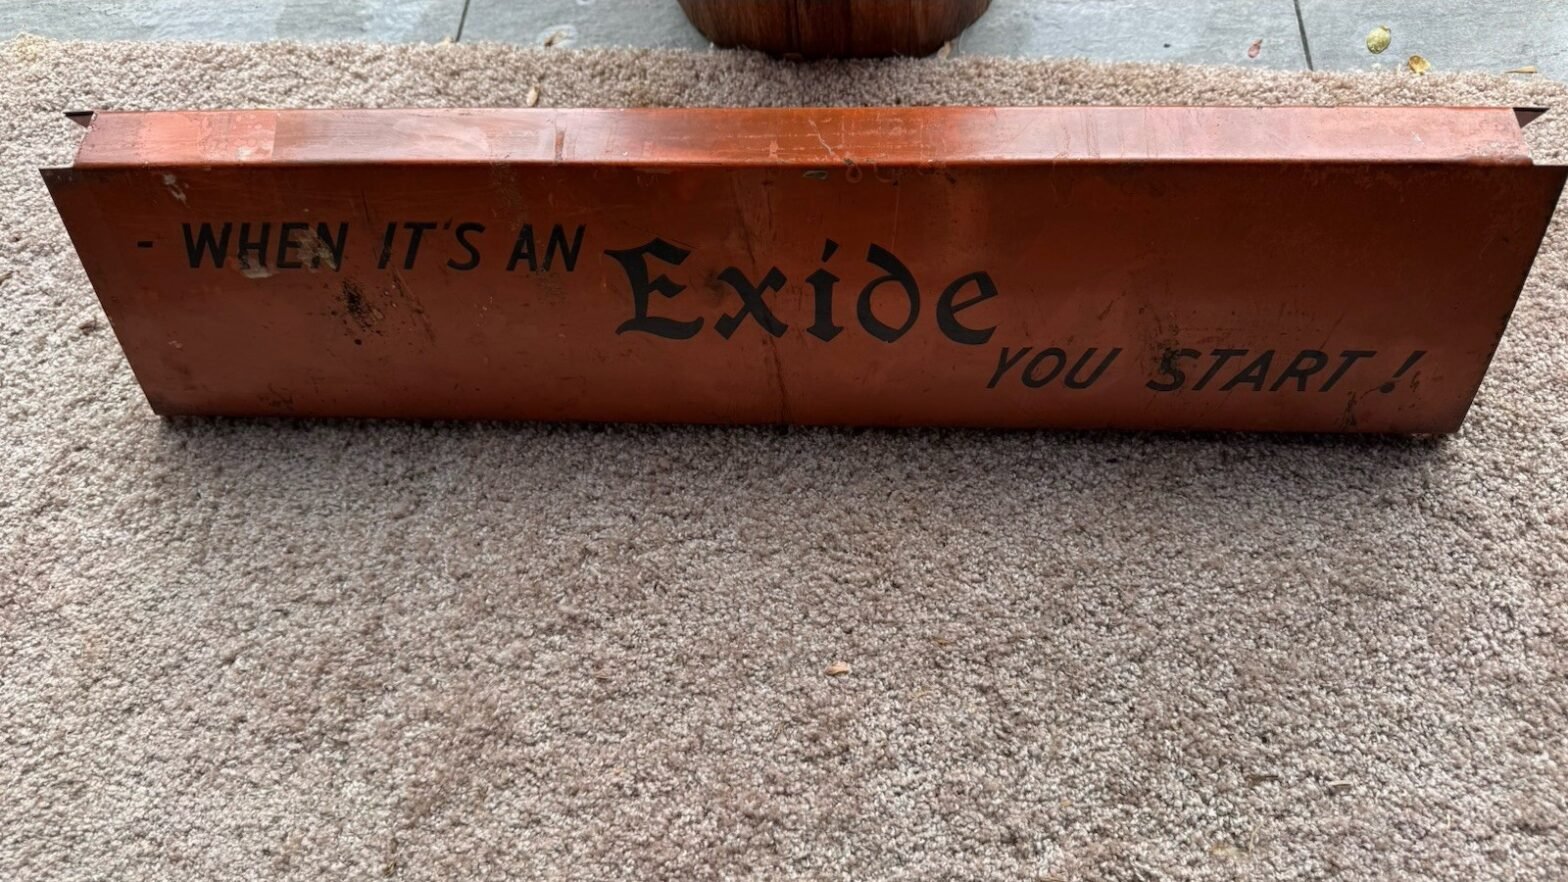 - WHEN IT'S AN Exide
YOU START !